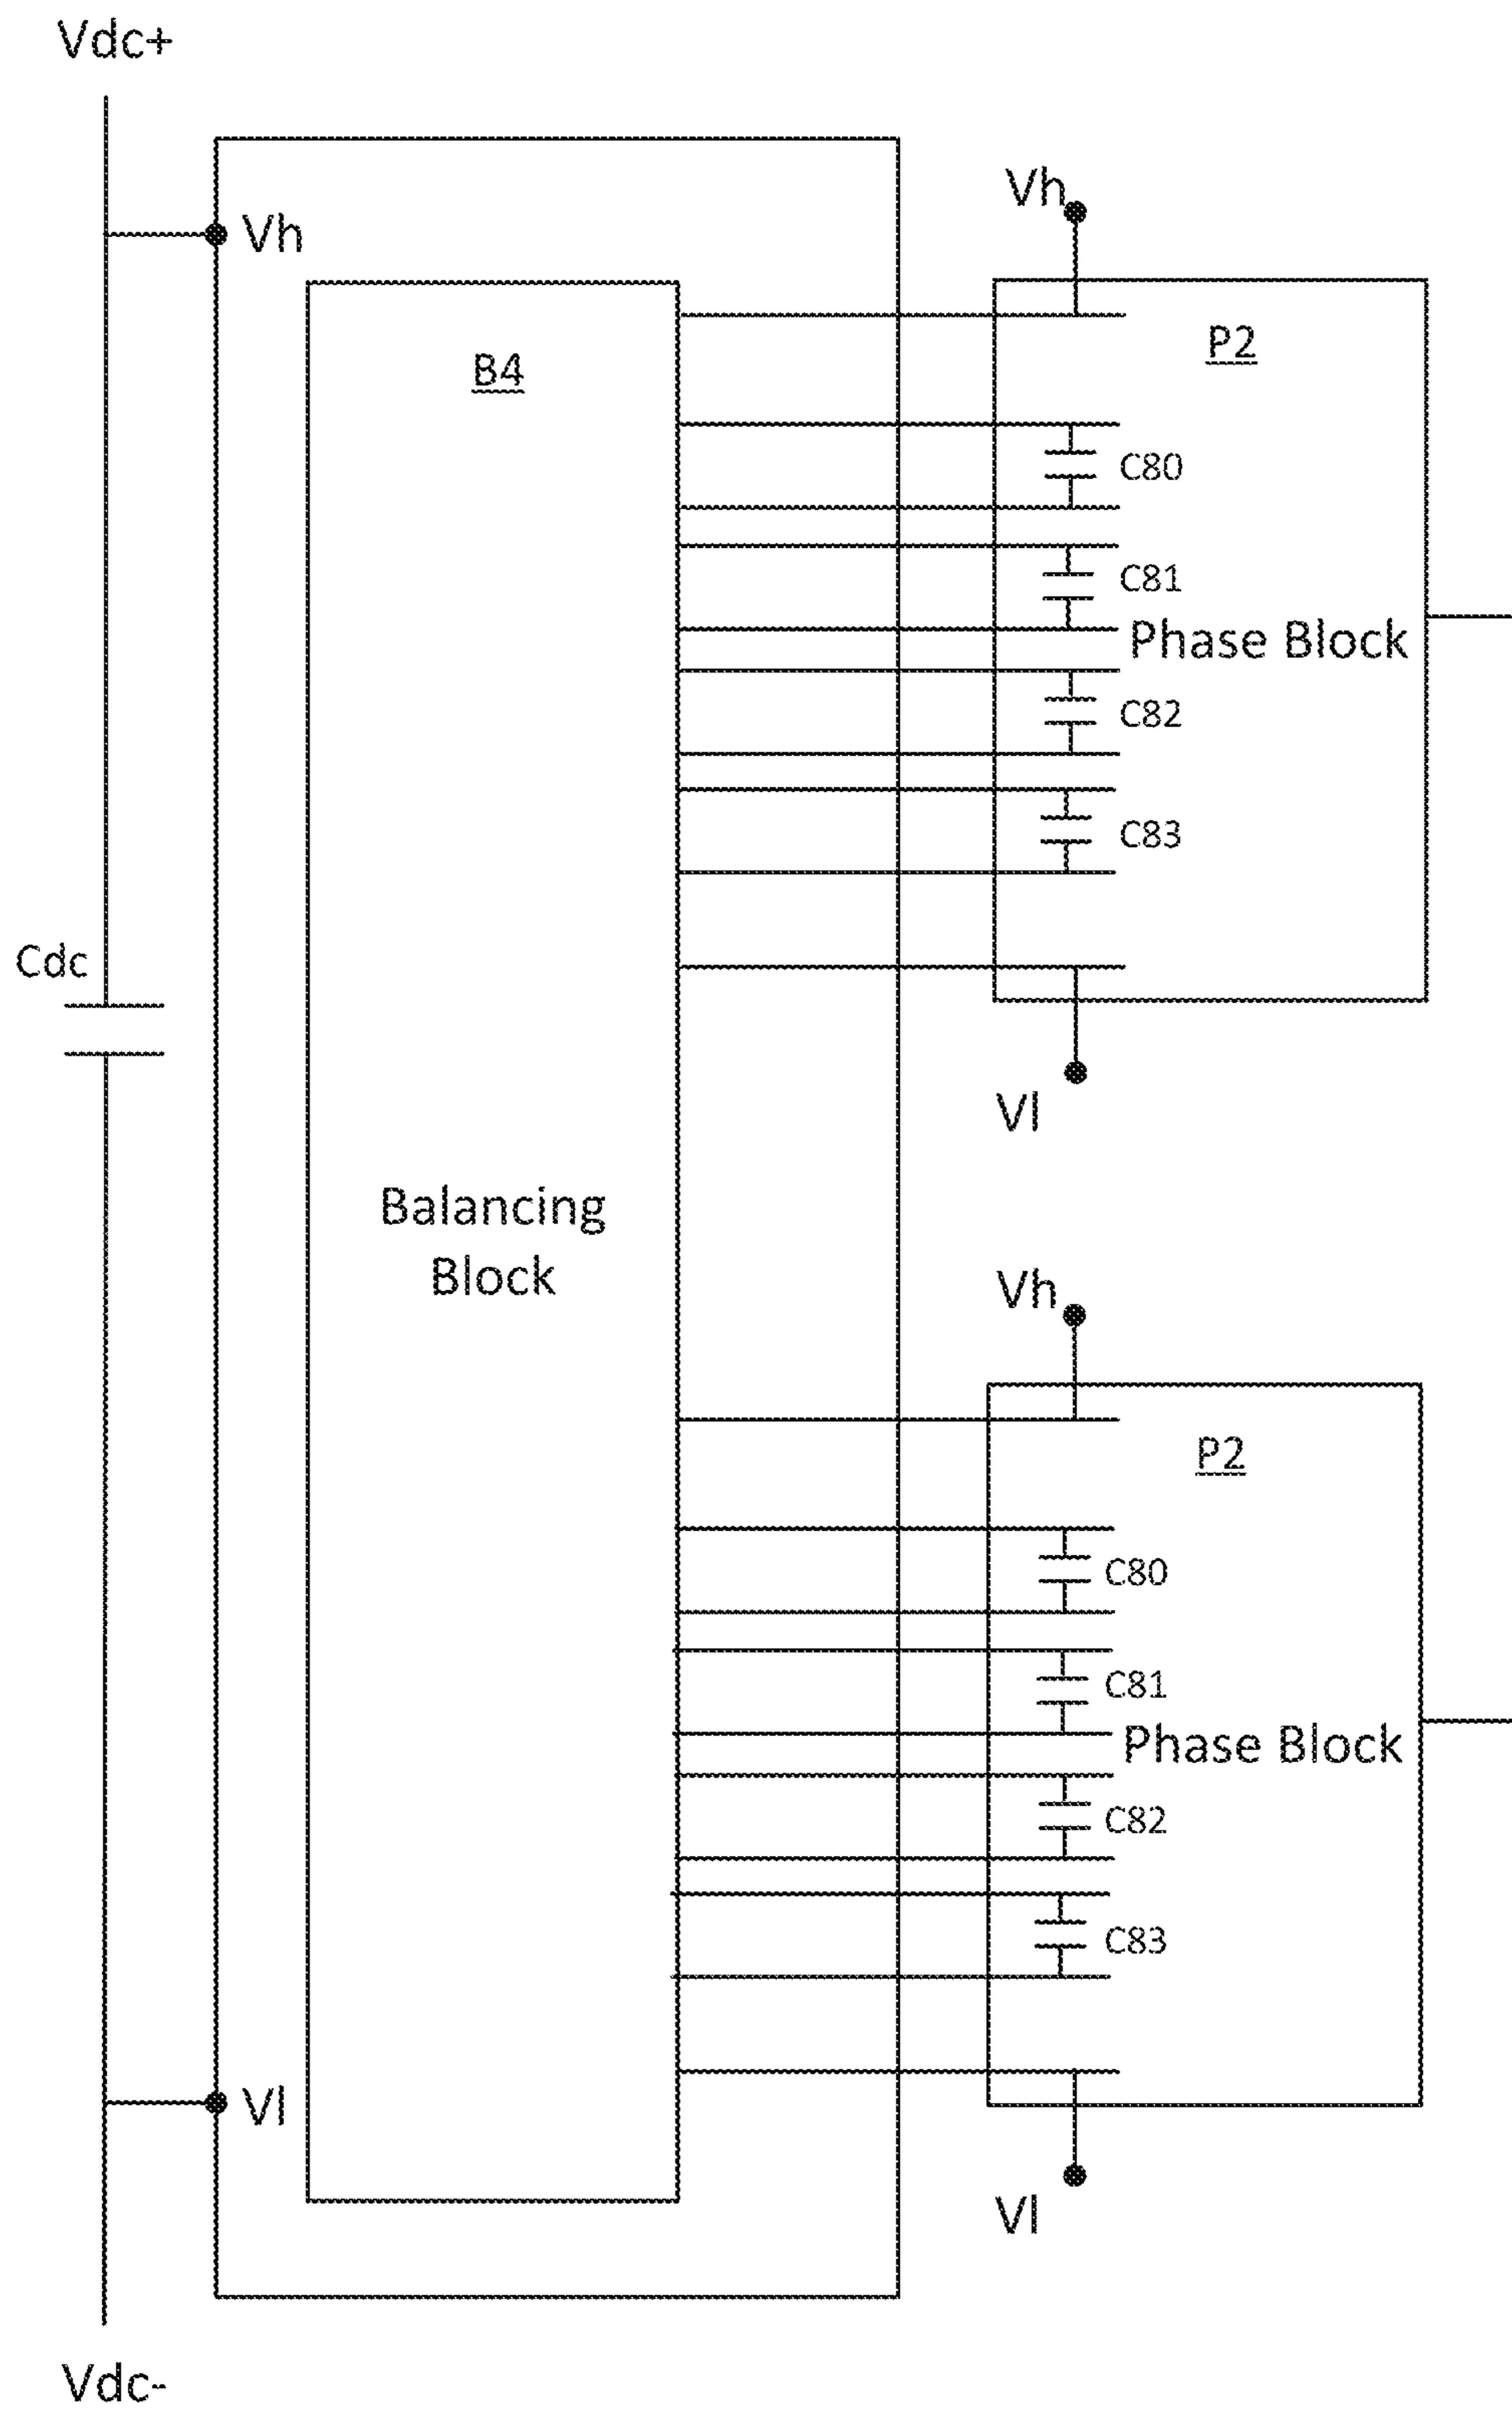 Vdc+
Vh
Vh
P2
B4
C80
C81
Phase Block
C82
C83
Cdc
Vl
Balancing
Block
Vh
P2
C80
C81
Phase Block
C82
C83
Vl
Vl
Vdc-